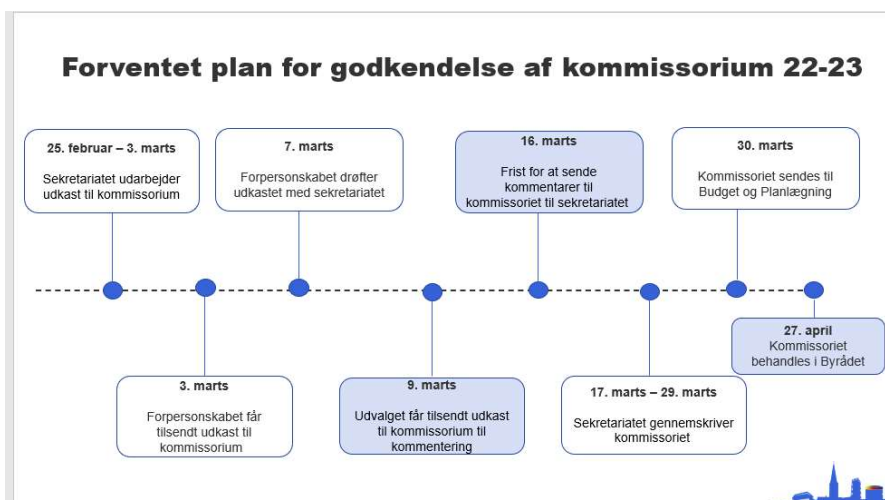 Forventet plan for godkendelse af kommissorium 22-23
25. februar – 3. marts
Sekretariatet udarbejder
udkast til kommissorium
3. marts
Forpersonskabet får
tilsendt udkast til
kommissorium
7. marts
Forpersonskabet drøfter
udkastet med sekretariatet
9. marts
Udvalget får tilsendt udkast
til kommissorium til
kommentering
16. marts
Frist for at sende
kommentarer til
kommissoriet til sekretariatet
17. marts – 29. marts
Sekretariatet gennemskriver
kommissoriet
30. marts
Kommissoriet sendes til
Budget og Planlægning
27. april
Kommissoriet
behandles i Byrådet